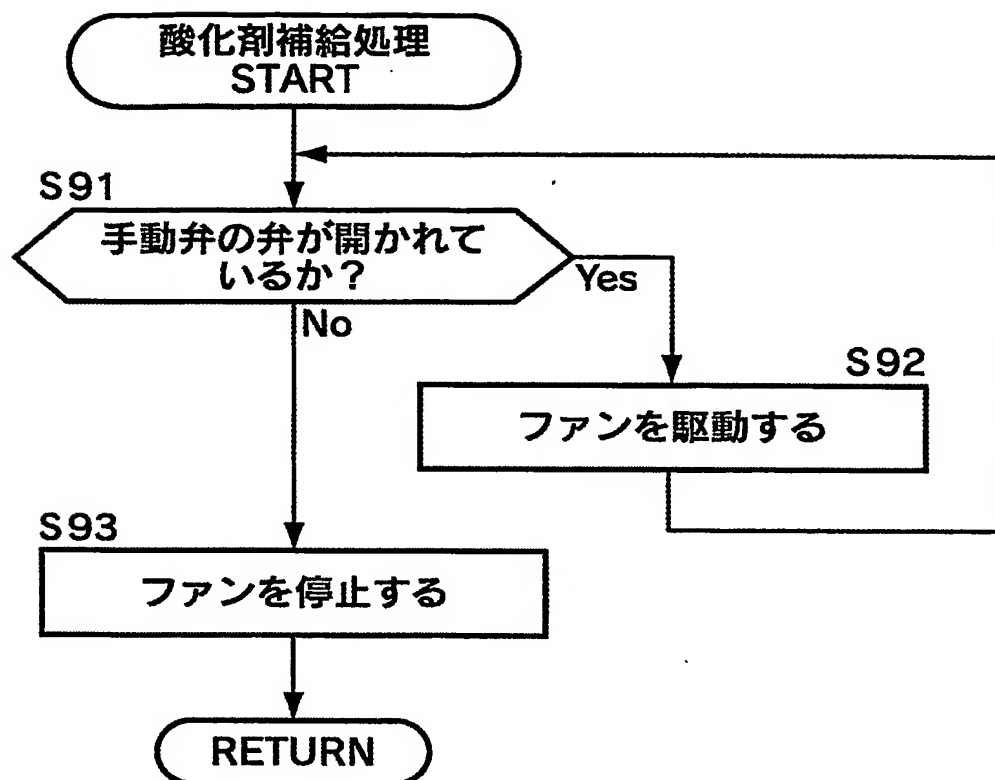 酸化剤補給処理
START
S91
手動弁の弁が開かれて
いるか？
Yes
No
S92
ファンを駆動する
S93
ファンを停止する
RETURN